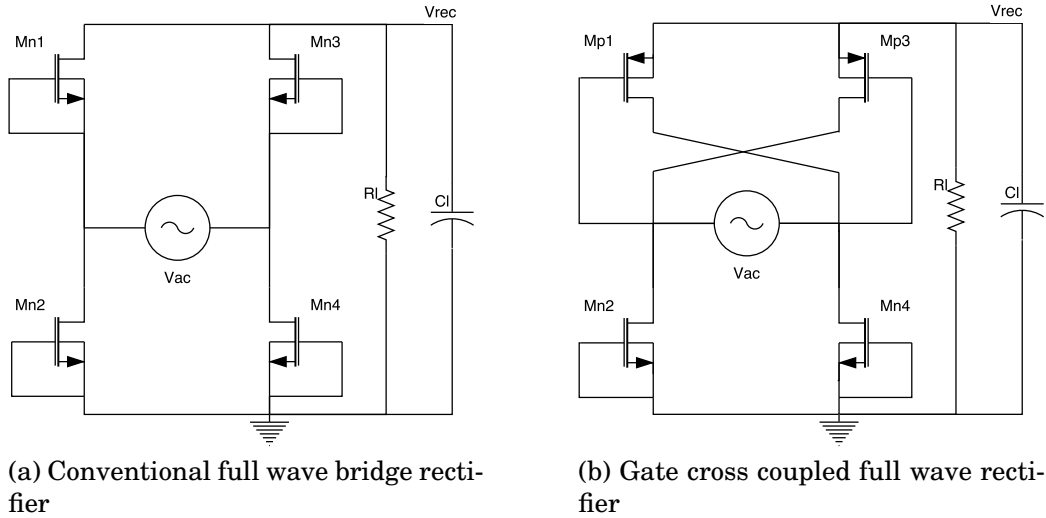 Vrec
Mn1
Mn3
Rl
Cl
Vac
Mn2
Mn4
(a) Conventional full wave bridge recti-
fier
Vrec
Mp1
Mp3
Rl
Cl
Vac
Mn2
Mn4
(b) Gate cross coupled full wave recti-
fier